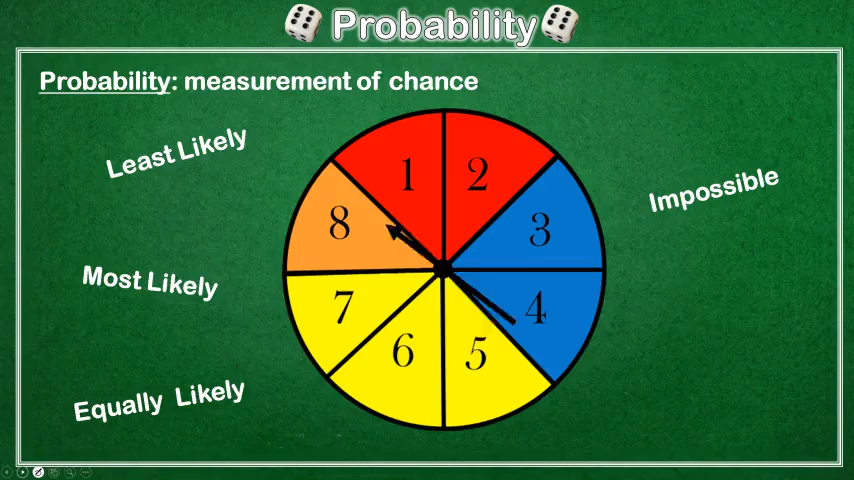 Probability
Probability: measurement of chance
Least Likely
Impossible
Most Likely
Equally Likely
1
2
3
4
5
6
7
8